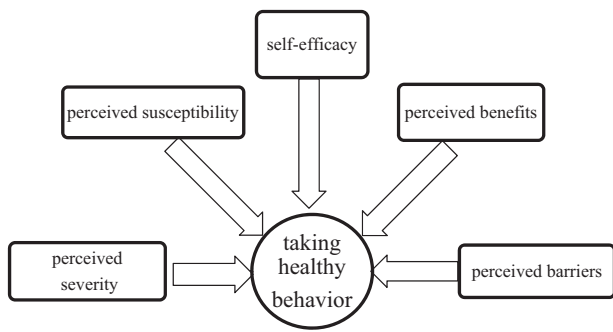 self-efficacy
perceived susceptibility
perceived benefits
perceived
severity
taking
healthy
behavior
perceived barriers